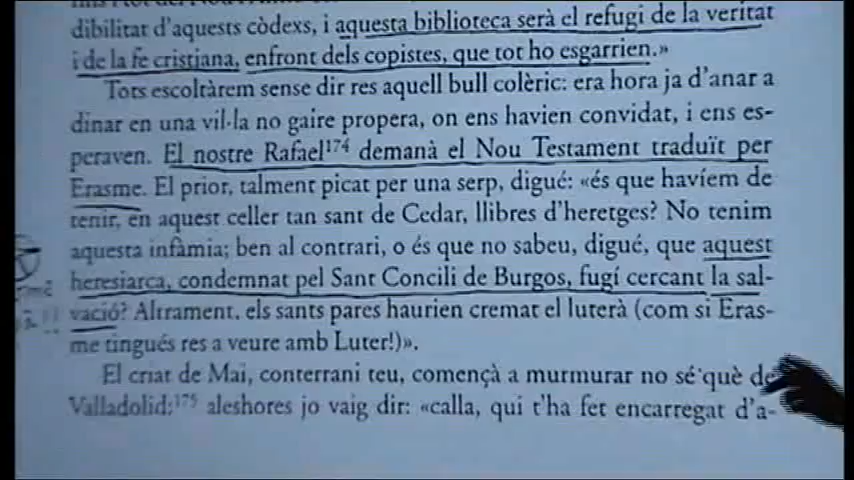 dibilitat d'aquests còdexs, i aquesta biblioteca serà el refugi de la veritat
i de la fe cristiana, enfront dels copistes, que tot ho esgarrien.»
Tots escoltàrem sense dir res aquell bull colèric: era hora ja d'anar a
dinar en una vil·la no gaire propera, on ens havien convidat, i ens es-
peraven. El nostre Rafael174 demanà el Nou Testament traduït per
Erasme. El prior, talment picat per una serp, digué: «és que havíem de
tenir, en aquest celler tan sant de Cedar, llibres d'heretges? No tenim
aquesta infàmia; ben al contrari, o és que no sabeu, digué, que aquest
heresiarca, condemnat pel Sant Concili de Burgos, fugí cercant la sal-
vació? Altrament, els sants pares haurien cremat el luterà (com si Eras-
me tingués res a veure amb Luter!)».
El criat de Mai, conterrani teu, començà a murmurar no sé què de
Valladolid;175 aleshores jo vaig dir: «calla, qui t'ha fet encarregat d'a-